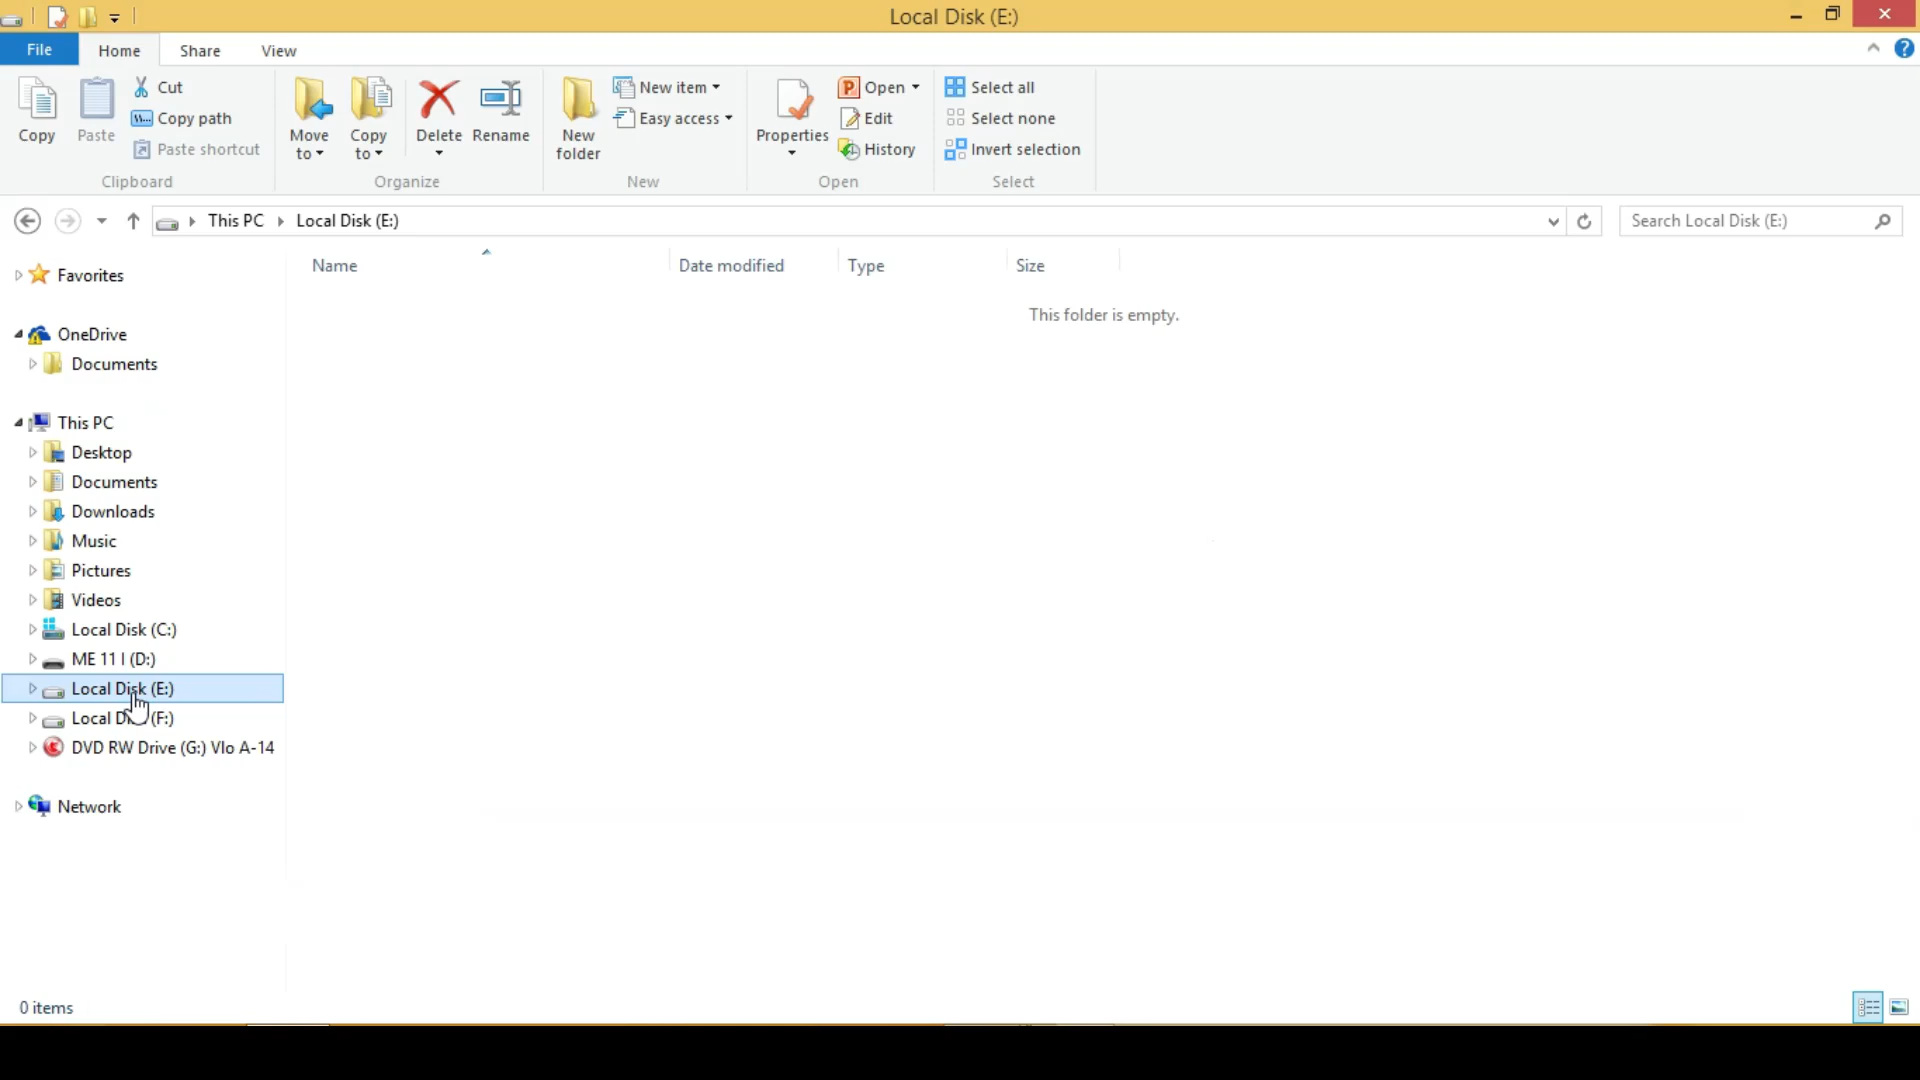 Local Disk (E:)
File Home Share View
Copy
Paste
Cut
Copy path
Paste shortcut
Clipboard
Move to
Copy to
Delete
Rename
Organize
New folder
New item
Easy access
New
Properties
Open
Edit
History
Open
Select all
Select none
Invert selection
Select
This PC Local Disk (E:)
Search Local Disk (E:)
Name Date modified Type Size
This folder is empty.
Favorites
OneDrive
Documents
This PC
Desktop
Documents
Downloads
Music
Pictures
Videos
Local Disk (C:)
ME 11 I (D:)
Local Disk (E:)
Local (F:)
DVD RW Drive (G:) Vlo A-14
Network
0 items